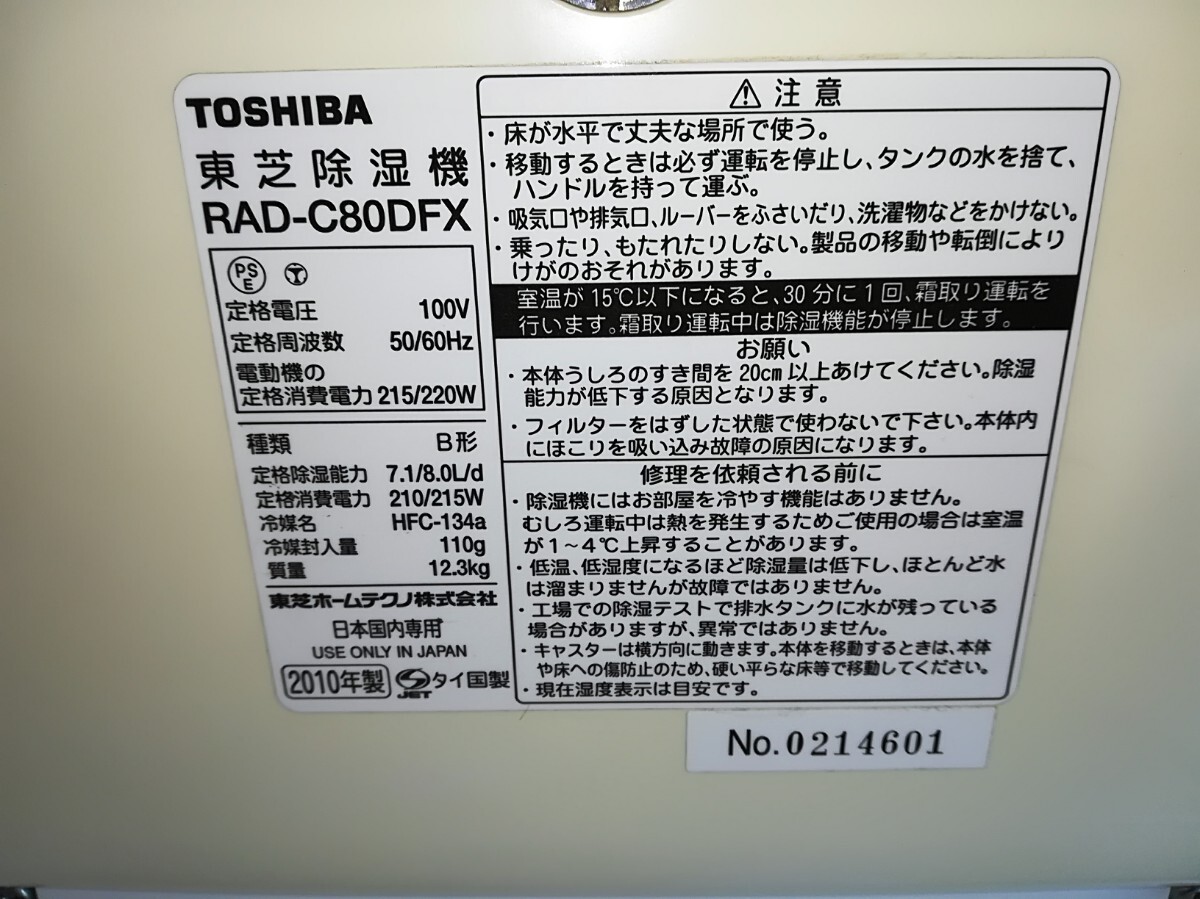 TOSHIBA
東芝除湿機
RAD-C80DFX
PS
E
定格電圧 100V
定格周波数 50/60Hz
電動機の
定格消費電力 215/220W
種類 B形
定格除湿能力 7.1/8.0L/d
定格消費電力 210/215W
冷媒名 HFC-134a
冷媒封入量 110g
質量 12.3kg
東芝ホームテクノ株式会社
日本国内専用
USE ONLY IN JAPAN
2010年製 JET タイ国製
⚠注意
・床が水平で丈夫な場所で使う。
・移動するときは必ず運転を停止し、タンクの水を捨て、
ハンドルを持って運ぶ。
・吸気口や排気口、ルーバーをふさいだり、洗濯物などをかけない。
・乗ったり、もたれたりしない。製品の移動や転倒により
けがのおそれがあります。
室温が15℃以下になると、30分に1回、霜取り運転を
行います。霜取り運転中は除湿機能が停止します。
お願い
・本体うしろのすき間を20cm以上あけてください。除湿
能力が低下する原因となります。
・フィルターをはずした状態で使わないで下さい。本体内
にほこりを吸い込み故障の原因になります。
修理を依頼される前に
・除湿機にはお部屋を冷やす機能はありません。
むしろ運転中は熱を発生するためご使用の場合は室温
が1～4℃上昇することがあります。
・低温、低湿度になるほど除湿量は低下し、ほとんど水
は溜まりませんが故障ではありません。
・工場での除湿テストで排水タンクに水が残っている
場合がありますが、異常ではありません。
・キャスターは横方向に動きます。本体を移動するときは、本体
や床への傷防止のため、硬い平らな床等で移動してください。
・現在湿度表示は目安です。
No.0214601